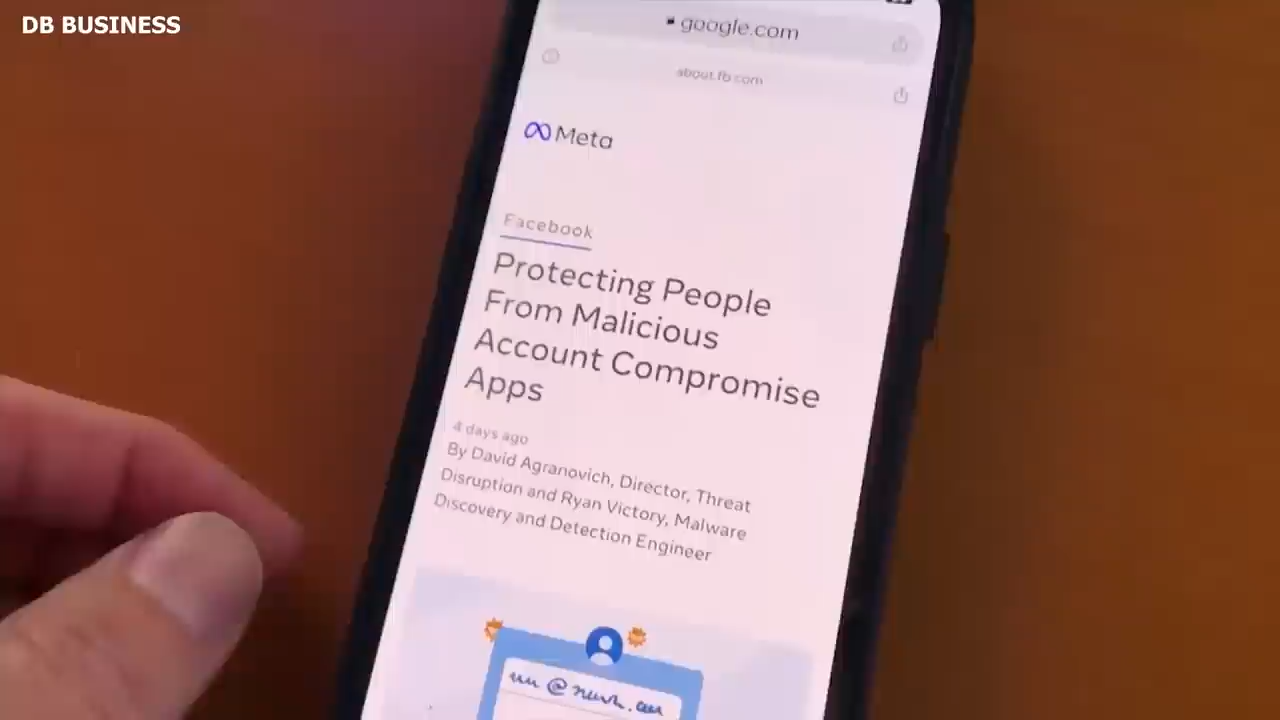 DB BUSINESS
google.com
about.fb.com
Meta
Facebook
Protecting People
From Malicious
Account Compromise
Apps
4 days ago
By David Agranovich, Director, Threat
Disruption and Ryan Victory, Malware
Discovery and Detection Engineer